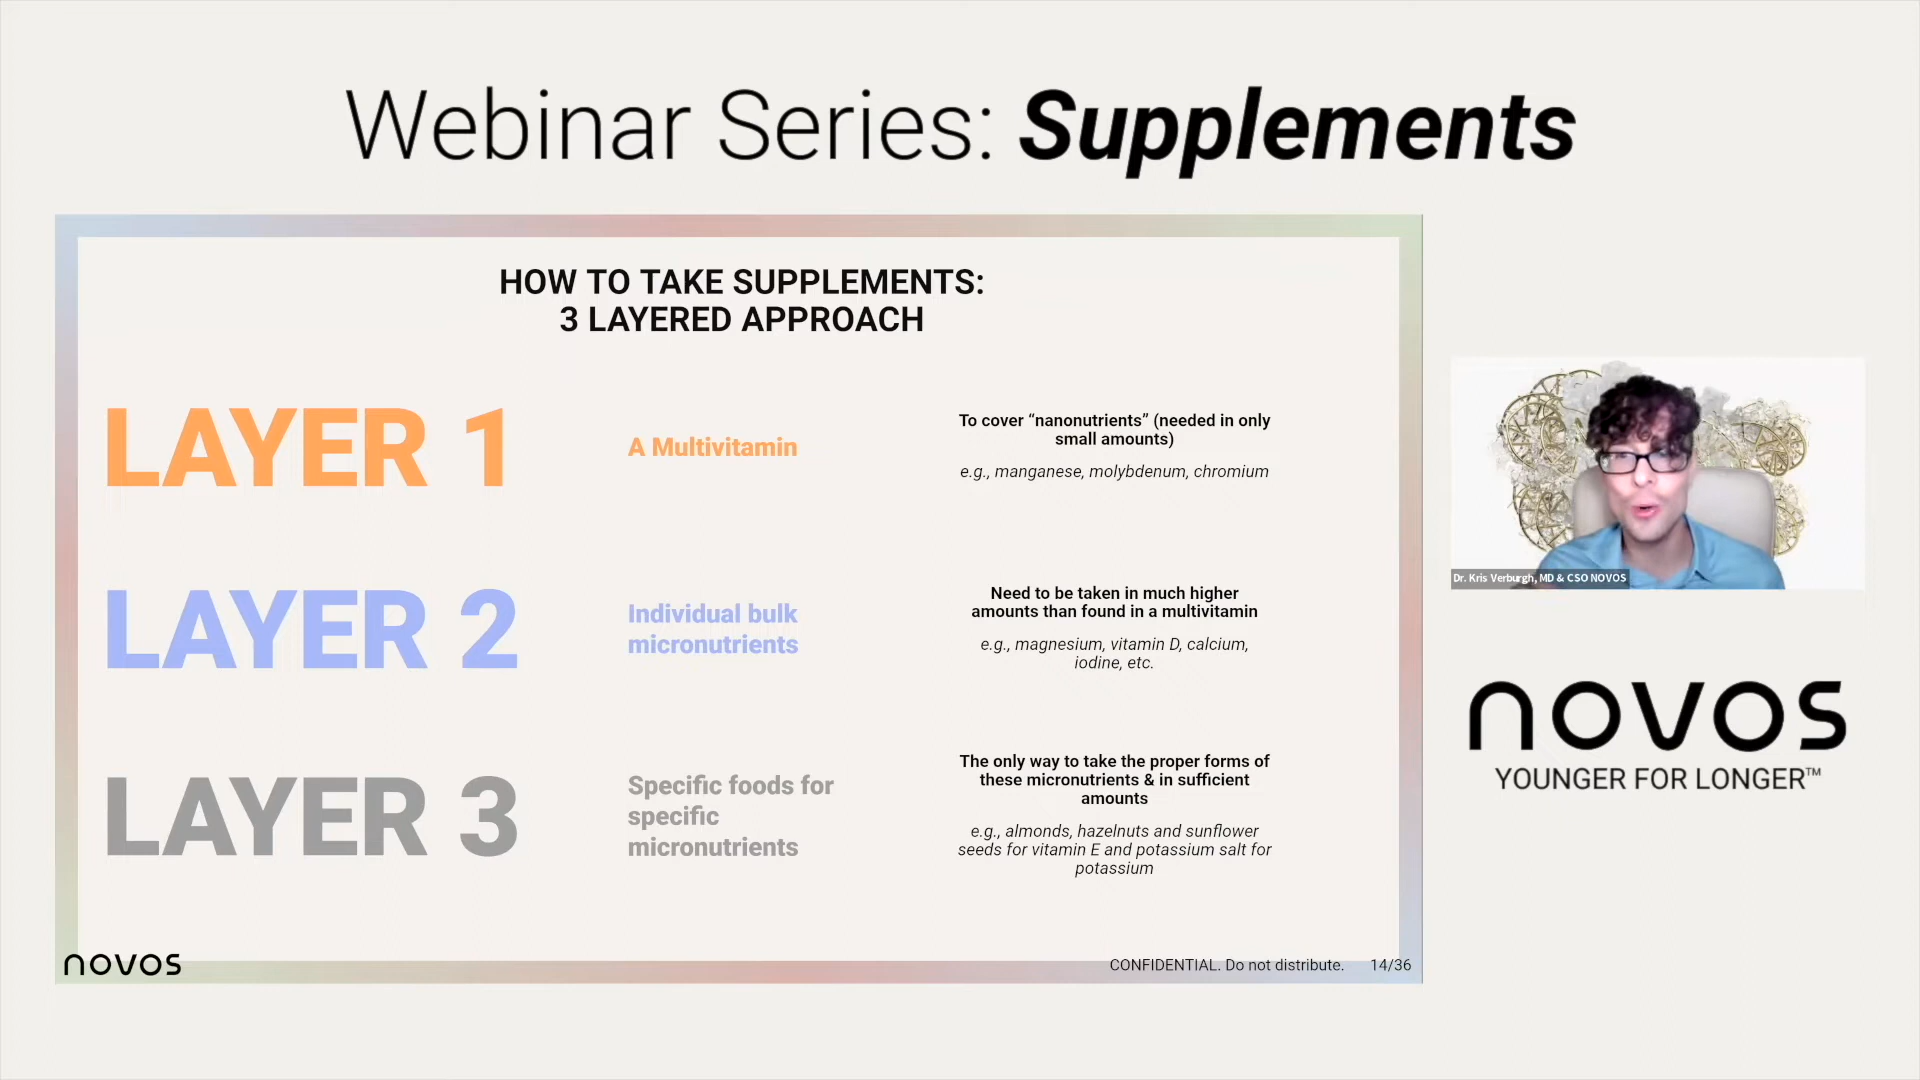 Webinar Series: Supplements
HOW TO TAKE SUPPLEMENTS:
3 LAYERED APPROACH
LAYER 1
A Multivitamin
To cover “nanonutrients” (needed in only
small amounts)
e.g., manganese, molybdenum, chromium
LAYER 2
Individual bulk
micronutrients
Need to be taken in much higher
amounts than found in a multivitamin
e.g., magnesium, vitamin D, calcium,
iodine, etc.
LAYER 3
Specific foods for
specific
micronutrients
The only way to take the proper forms of
these micronutrients & in sufficient
amounts
e.g., almonds, hazelnuts and sunflower
seeds for vitamin E and potassium salt for
potassium
novos
CONFIDENTIAL. Do not distribute. 14/36
Dr. Kris Verburgh, MD & CSO NOVOS
novos
YOUNGER FOR LONGER™